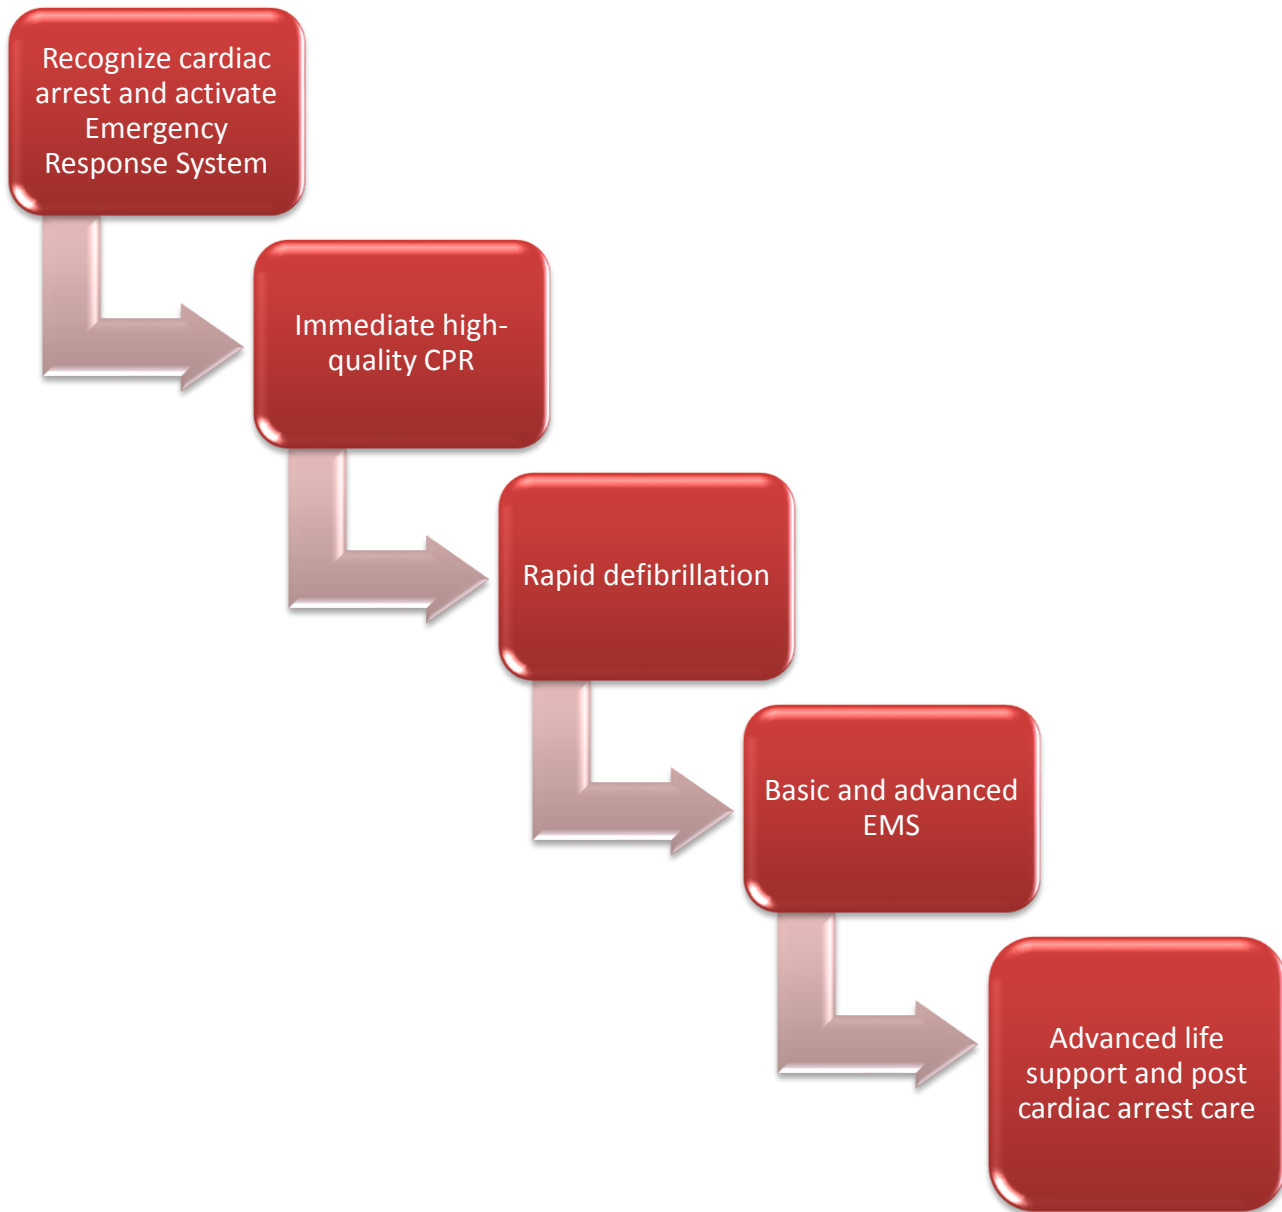 Recognize cardiac
arrest and activate
Emergency
Response System
Immediate high-
quality CPR
Rapid defibrillation
Basic and advanced
EMS
Advanced life
support and post
cardiac arrest care